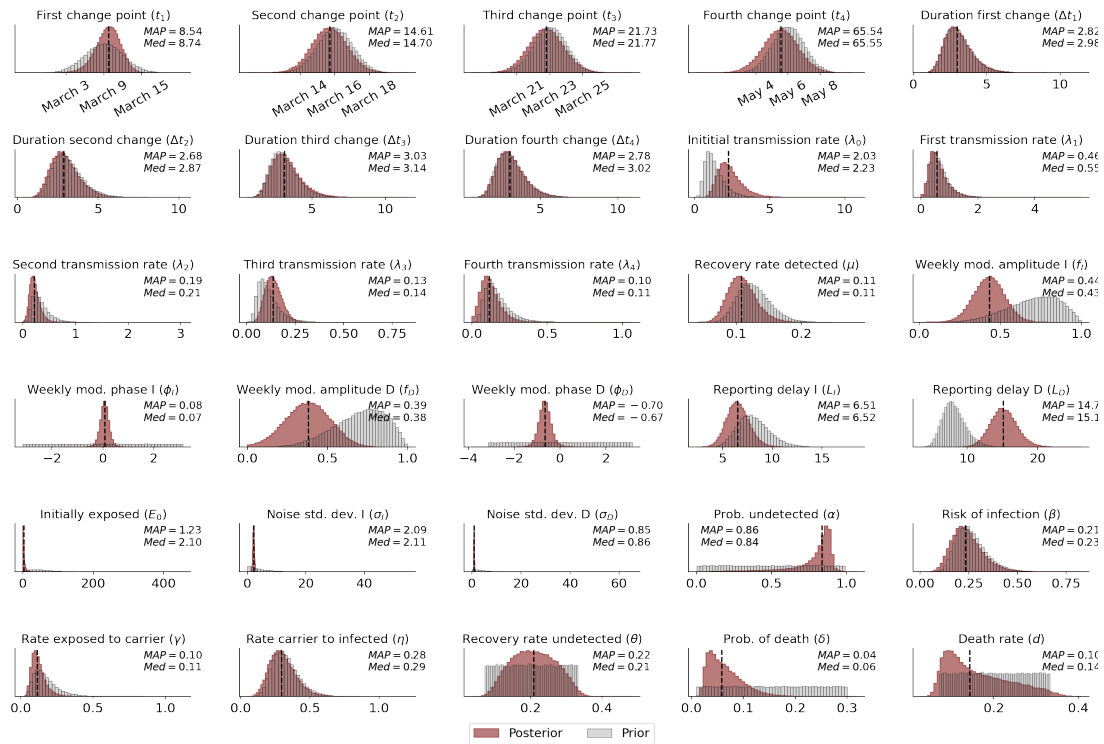 First change point (t₁)
MAP = 8.54
Med = 8.74
March 3
March 9
March 15
Second change point (t₂)
MAP = 14.61
Med = 14.70
March 14
March 16
March 18
Third change point (t₃)
MAP = 21.73
Med = 21.77
March 21
March 23
March 25
Fourth change point (t₄)
MAP = 65.54
Med = 65.55
May 4
May 6
May 8
Duration first change (Δt₁)
MAP = 2.82
Med = 2.98
5 10
Duration second change (Δt₂)
MAP = 2.68
Med = 2.87
0 5 10
Duration third change (Δt₃)
MAP = 3.03
Med = 3.14
5 10
Duration fourth change (Δt₄)
MAP = 2.78
Med = 3.02
5 10
Inititial transmission rate (λ₀)
MAP = 2.03
Med = 2.23
0 5 10
First transmission rate (λ₁)
MAP = 0.46
Med = 0.55
0 2 4
Second transmission rate (λ₂)
MAP = 0.19
Med = 0.21
0 1 2 3
Third transmission rate (λ₃)
MAP = 0.13
Med = 0.14
0.00 0.25 0.50 0.75
Fourth transmission rate (λ₄)
MAP = 0.10
Med = 0.11
0.0 0.5 1.0
Recovery rate detected (μ)
MAP = 0.11
Med = 0.11
0.1 0.2
Weekly mod. amplitude I (f_I)
MAP = 0.44
Med = 0.43
0.0 0.5 1.0
Weekly mod. phase I (ϕ_I)
MAP = 0.08
Med = 0.07
−2 0 2
Weekly mod. amplitude D (f_D)
MAP = 0.39
Med = 0.38
0.0 0.5 1.0
Weekly mod. phase D (ϕ_D)
MAP = −0.70
Med = −0.67
−4 −2 0 2
Reporting delay I (L_I)
MAP = 6.51
Med = 6.52
5 10 15
Reporting delay D (L_D)
MAP = 14.7
Med = 15.1
10 20
Initially exposed (E₀)
MAP = 1.23
Med = 2.10
0 200 400
Noise std. dev. I (σ_I)
MAP = 2.09
Med = 2.11
0 20 40
Noise std. dev. D (σ_D)
MAP = 0.85
Med = 0.86
0 20 40 60
Prob. undetected (α)
MAP = 0.86
Med = 0.84
0.0 0.5 1.0
Risk of infection (β)
MAP = 0.21
Med = 0.23
0.00 0.25 0.50 0.75
Rate exposed to carrier (γ)
MAP = 0.10
Med = 0.11
0.0 0.5 1.0
Rate carrier to infected (η)
MAP = 0.28
Med = 0.29
0.0 0.5 1.0
Recovery rate undetected (θ)
MAP = 0.22
Med = 0.21
0.2 0.4
Prob. of death (δ)
MAP = 0.04
Med = 0.06
0.0 0.1 0.2 0.3
Death rate (d)
MAP = 0.10
Med = 0.14
0.0 0.2 0.4
Posterior Prior